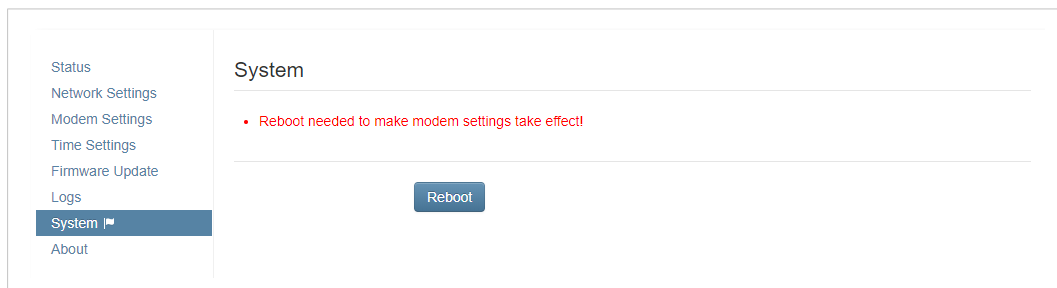 Status
Network Settings
Modem Settings
Time Settings
Firmware Update
Logs
System
About
System
Reboot needed to make modem settings take effect!
Reboot